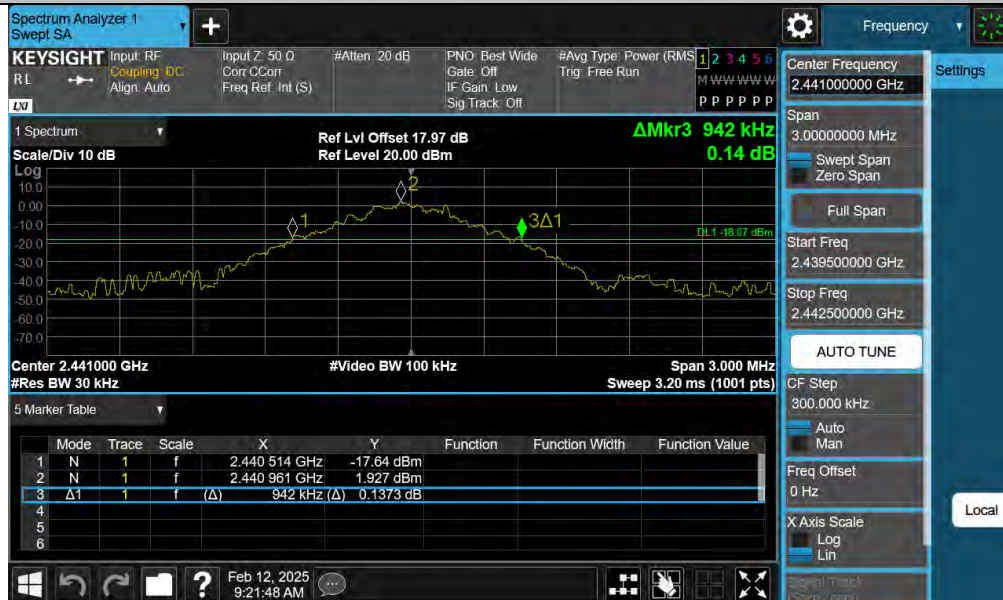 Spectrum Analyzer 1
Swept SA
+
Frequency
KEYSIGHT
RL
LXI
Input: RF
Coupling: DC
Align: Auto
Input Z: 50 Ω
Corr CCorr
Freq Ref: Int (S)
#Atten: 20 dB
PNO: Best Wide
Gate: Off
IF Gain: Low
Sig Track: Off
#Avg Type: Power (RMS
Trig: Free Run
1 2 3 4 5 6
M W W W W W
P P P P P P
1 Spectrum
Scale/Div 10 dB
Ref Lvl Offset 17.97 dB
Ref Level 20.00 dBm
ΔMkr3 942 kHz
0.14 dB
Log
10.0
0.00
-10.0
-20.0
-30.0
-40.0
-50.0
-60.0
-70.0
1
2
3Δ1
DL1 -18.07 dBm
Center 2.441000 GHz
#Res BW 30 kHz
#Video BW 100 kHz
Span 3.000 MHz
Sweep 3.20 ms (1001 pts)
5 Marker Table
Mode Trace Scale X Y Function Function Width Function Value
1 N 1 f 2.440 514 GHz -17.64 dBm
2 N 1 f 2.440 961 GHz 1.927 dBm
3 Δ1 1 f (Δ) 942 kHz (Δ) 0.1373 dB
4
5
6
Feb 12, 2025
9:21:48 AM
Center Frequency
2.441000000 GHz
Span
3.00000000 MHz
Swept Span
Zero Span
Full Span
Start Freq
2.439500000 GHz
Stop Freq
2.442500000 GHz
AUTO TUNE
CF Step
300.000 kHz
Auto
Man
Freq Offset
0 Hz
X Axis Scale
Log
Lin
Signal Track
Settings
Local